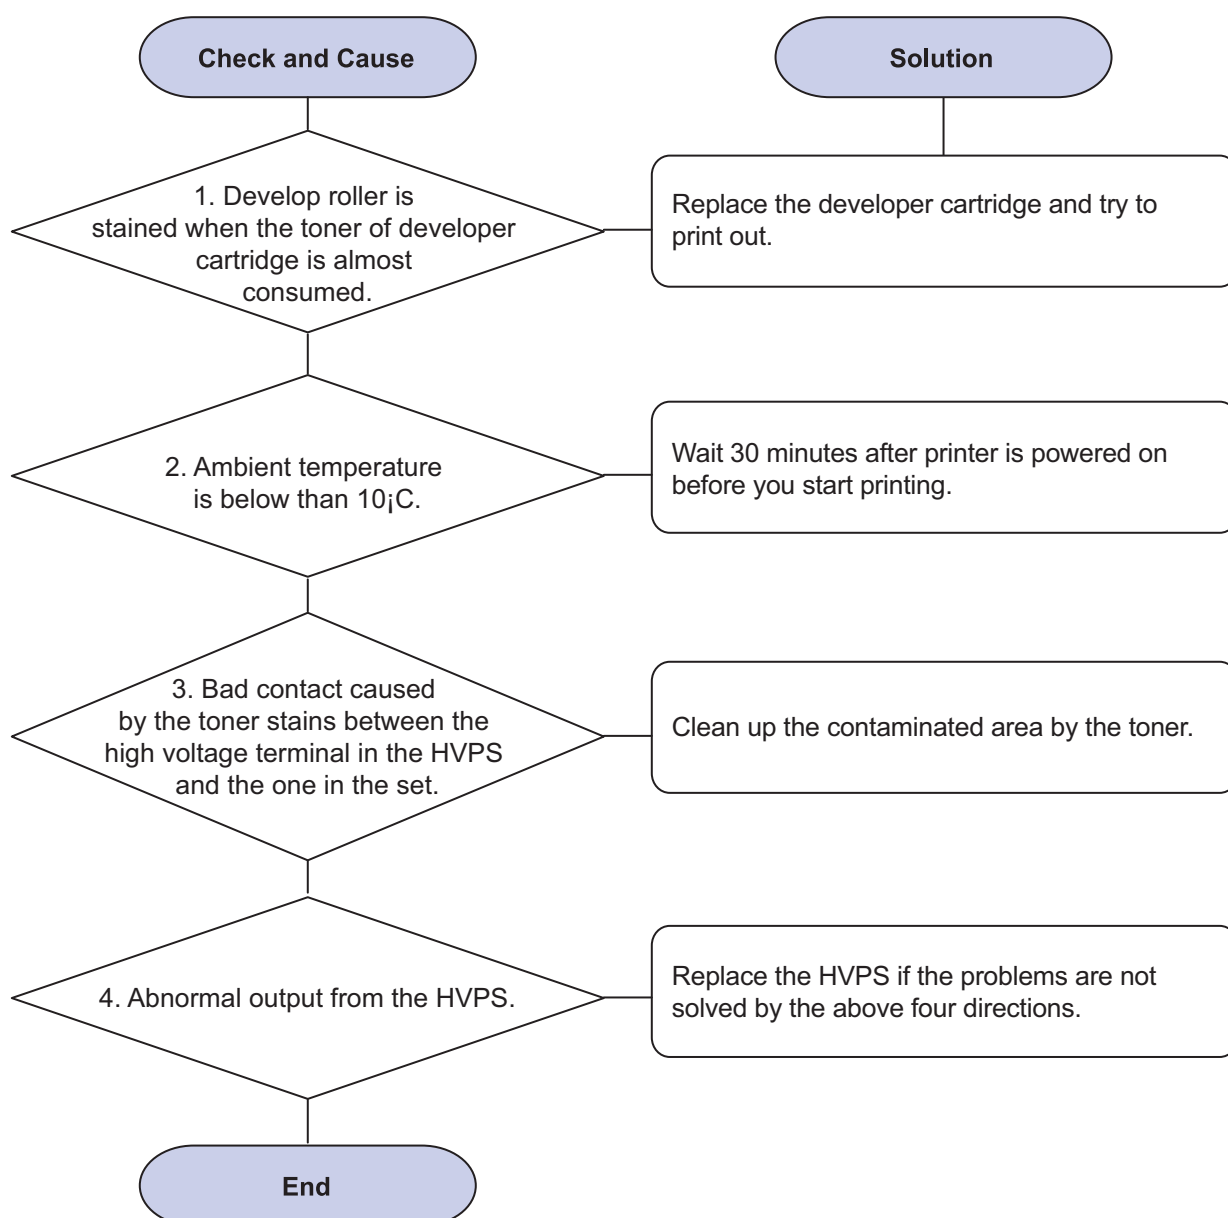 Check and Cause
Solution
1. Develop roller is
stained when the toner of developer
cartridge is almost
consumed.
Replace the developer cartridge and try to
print out.
2. Ambient temperature
is below than 10¡C.
Wait 30 minutes after printer is powered on
before you start printing.
3. Bad contact caused
by the toner stains between the
high voltage terminal in the HVPS
and the one in the set.
Clean up the contaminated area by the toner.
4. Abnormal output from the HVPS.
Replace the HVPS if the problems are not
solved by the above four directions.
End